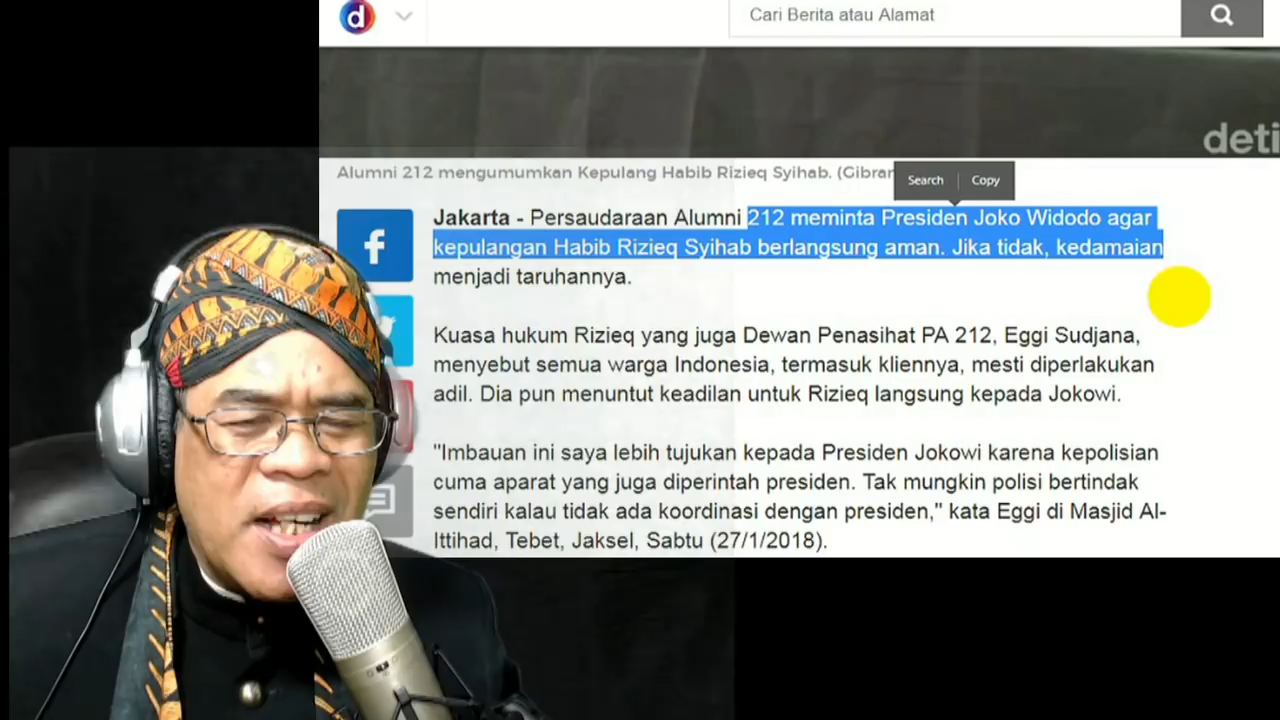 d
Cari Berita atau Alamat
deti
Alumni 212 mengumumkan Kepulang Habib Rizieq Syihab. (Gibran
Search Copy
Jakarta - Persaudaraan Alumni 212 meminta Presiden Joko Widodo agar
kepulangan Habib Rizieq Syihab berlangsung aman. Jika tidak, kedamaian
menjadi taruhannya.
f
Kuasa hukum Rizieq yang juga Dewan Penasihat PA 212, Eggi Sudjana,
menyebut semua warga Indonesia, termasuk kliennya, mesti diperlakukan
adil. Dia pun menuntut keadilan untuk Rizieq langsung kepada Jokowi.
"Imbauan ini saya lebih tujukan kepada Presiden Jokowi karena kepolisian
cuma aparat yang juga diperintah presiden. Tak mungkin polisi bertindak
sendiri kalau tidak ada koordinasi dengan presiden," kata Eggi di Masjid Al-
Ittihad, Tebet, Jaksel, Sabtu (27/1/2018).